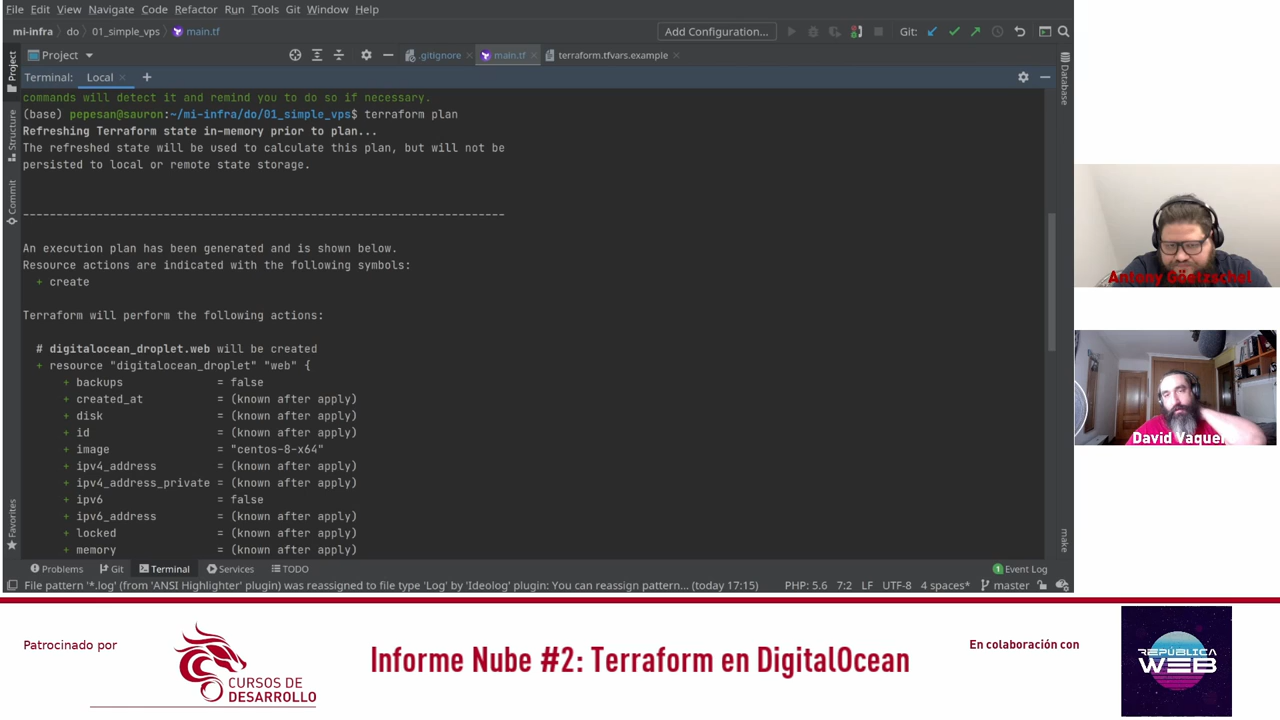 File Edit View Navigate Code Refactor Run Tools Git Window Help
mi-infra do 01_simple_vps main.tf Add Configuration... Git:
Project .gitignore main.tf terraform.tfvars.example
Terminal: Local
commands will detect it and remind you to do so if necessary.
(base) pepesan@sauron:~/mi-infra/do/01_simple_vps$ terraform plan
Refreshing Terraform state in-memory prior to plan...
The refreshed state will be used to calculate this plan, but will not be
persisted to local or remote state storage.
------------------------------------------------------------------------
An execution plan has been generated and is shown below.
Resource actions are indicated with the following symbols:
+ create
Terraform will perform the following actions:
# digitalocean_droplet.web will be created
+ resource "digitalocean_droplet" "web" {
+ backups = false
+ created_at = (known after apply)
+ disk = (known after apply)
+ id = (known after apply)
+ image = "centos-8-x64"
+ ipv4_address = (known after apply)
+ ipv4_address_private = (known after apply)
+ ipv6 = false
+ ipv6_address = (known after apply)
+ locked = (known after apply)
+ memory = (known after apply)
Project
Structure
Commit
Favorites
Database
make
Problems Git Terminal Services TODO 1 Event Log
File pattern '*.log' (from 'ANSI Highlighter' plugin) was reassigned to file type 'Log' by 'Ideolog' plugin: You can reassign pattern... (today 17:15) PHP: 5.6 7:2 LF UTF-8 4 spaces* master
Antony Göetzschel
David Vaquer
Patrocinado por
CURSOS DE
DESARROLLO
Informe Nube #2: Terraform en DigitalOcean
En colaboración con
REPÚBLICA
WEB